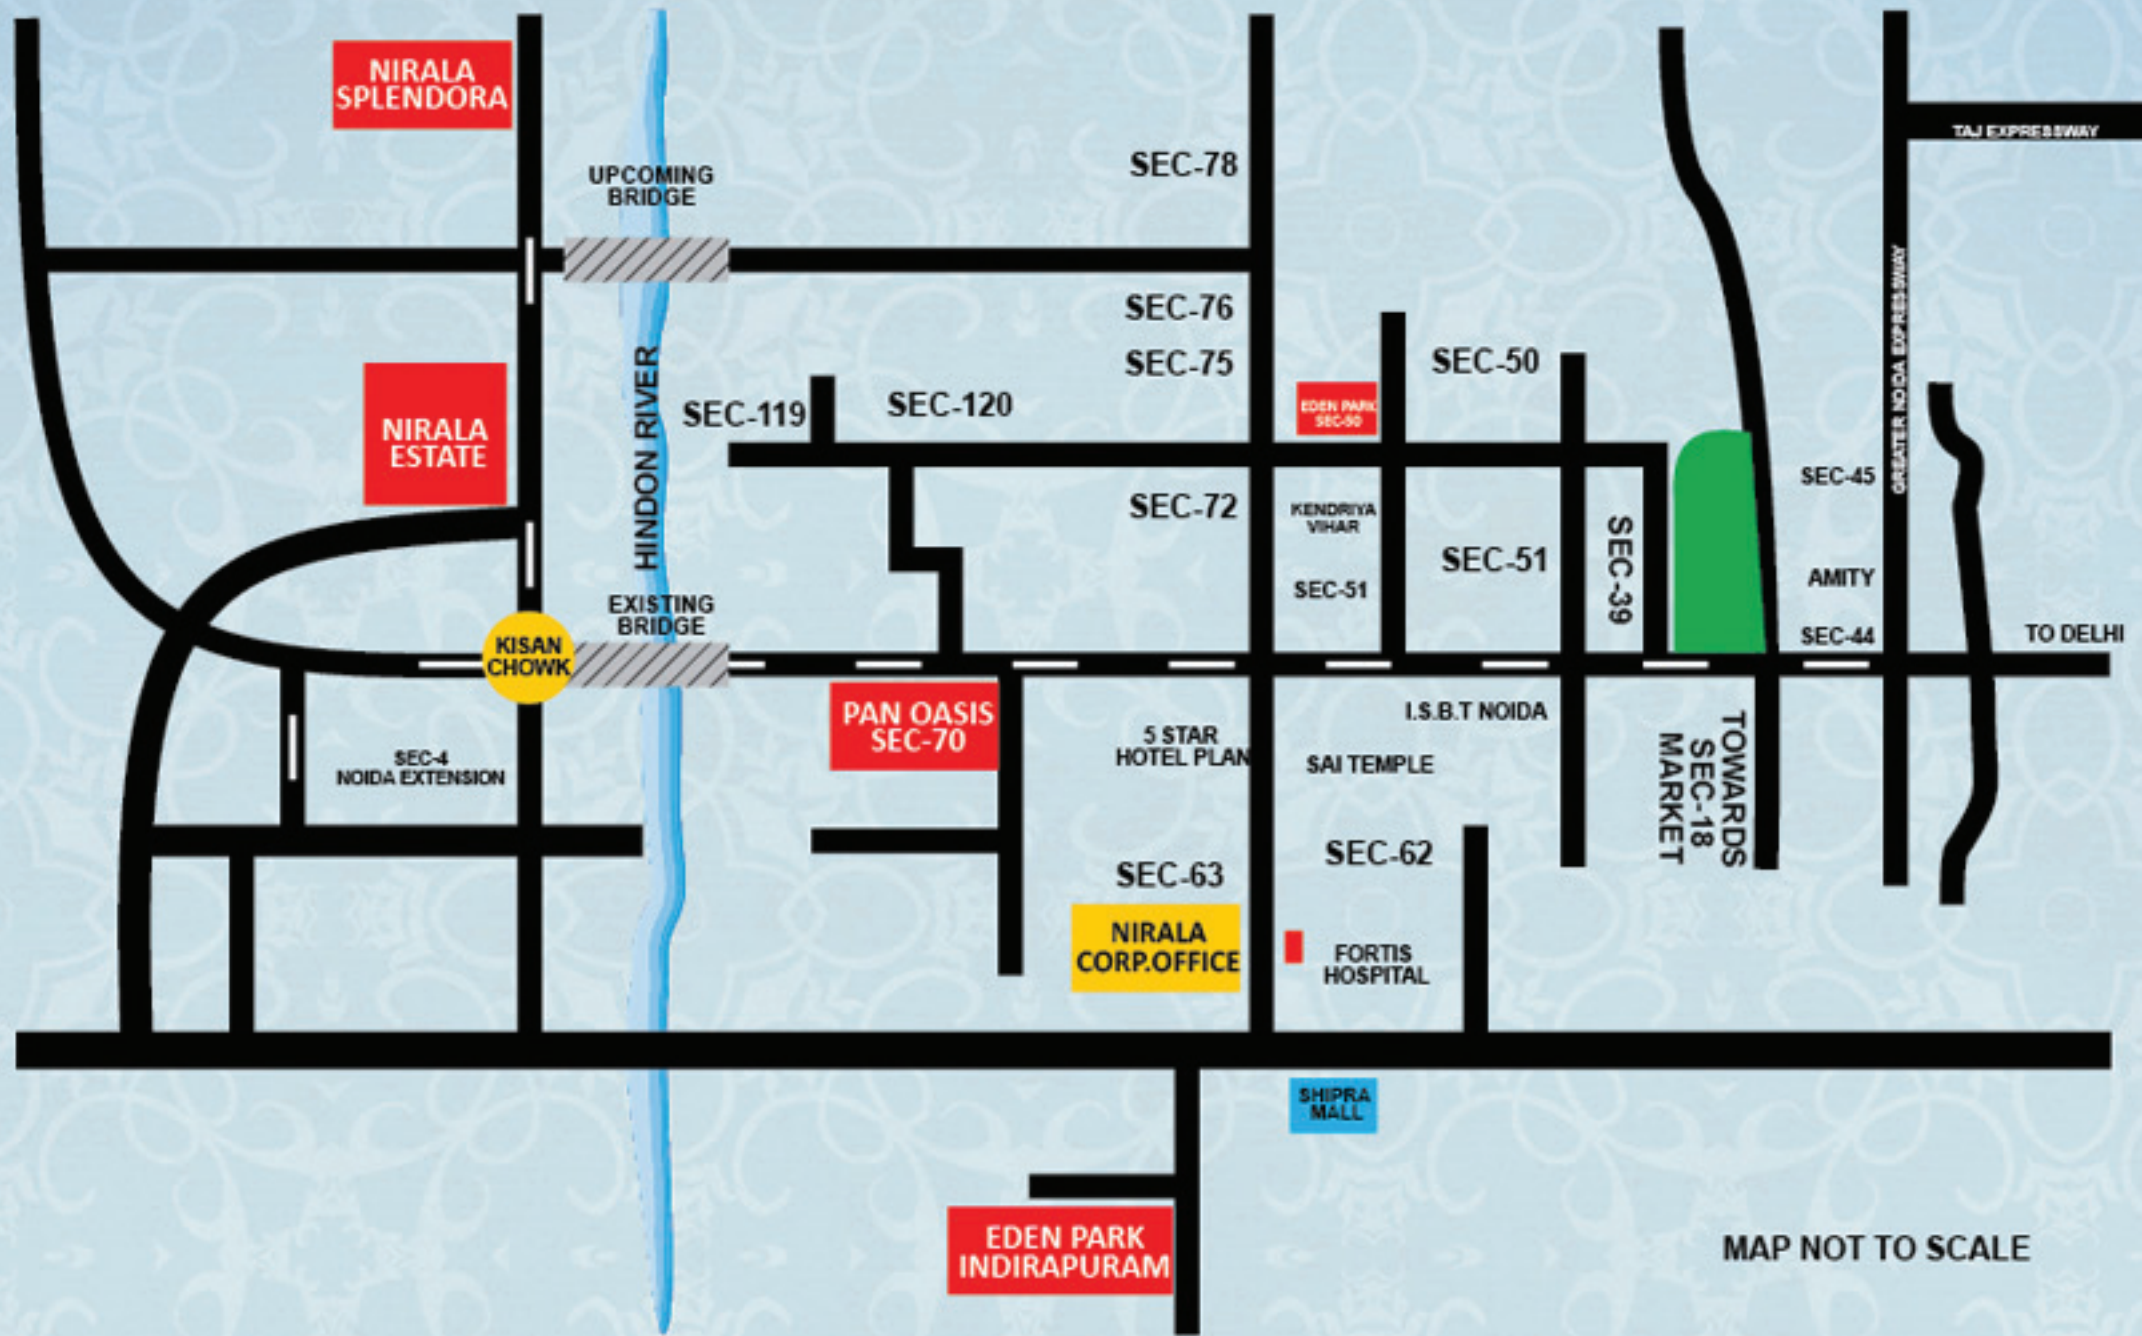 NIRALA
SPLENDORA
UPCOMING
BRIDGE
SEC-78
TAJ EXPRESSWAY
SEC-76
SEC-75
SEC-50
GREATER NOIDA EXPRESSWAY
NIRALA
ESTATE
HINDON RIVER
SEC-119
SEC-120
EDEN PARK
SEC-50
SEC-72
KENDRIYA
VIHAR
SEC-51
SEC-51
SEC-39
SEC-45
AMITY
SEC-44
TO DELHI
EXISTING
BRIDGE
KISAN
CHOWK
PAN OASIS
SEC-70
5 STAR
HOTEL PLAN
I.S.B.T NOIDA
SAI TEMPLE
TOWARDS
SEC-18
MARKET
SEC-4
NOIDA EXTENSION
SEC-63
SEC-62
NIRALA
CORP.OFFICE
FORTIS
HOSPITAL
SHIPRA
MALL
EDEN PARK
INDIRAPURAM
MAP NOT TO SCALE